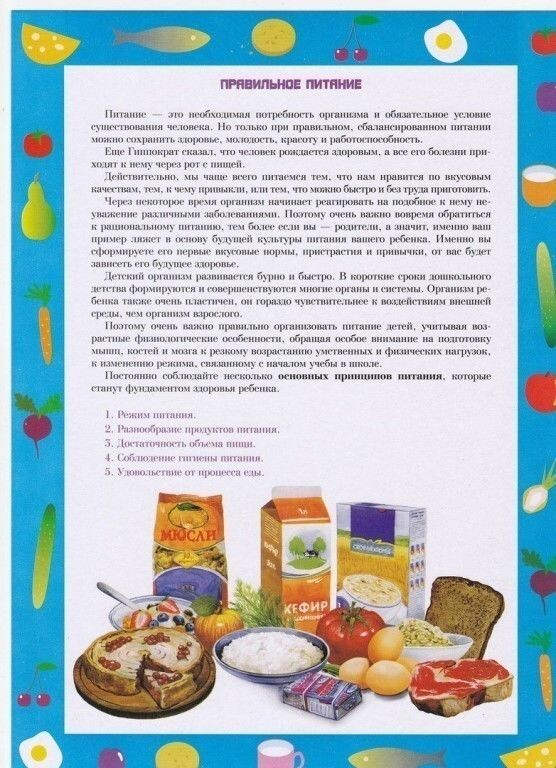 ПРАВИЛЬНОЕ ПИТАНИЕ
Питание — это необходимая потребность организма и обязательное условие
существования человека. Но только при правильном, сбалансированном питании
можно сохранить здоровье, молодость, красоту и работоспособность.
Еще Гиппократ сказал, что человек рождается здоровым, а все его болезни при-
ходят к нему через рот с пищей.
Действительно, мы чаще всего питаемся тем, что нам нравится по вкусовым
качествам, тем, к чему привыкли, или тем, что можно быстро и без труда приготовить.
Через некоторое время организм начинает реагировать на подобное к нему не-
уважение различными заболеваниями. Поэтому очень важно вовремя обратиться
к рациональному питанию, тем более если вы — родители, а значит, именно ваш
пример ляжет в основу будущей культуры питания вашего ребенка. Именно вы
сформируете его первые вкусовые нормы, пристрастия и привычки, от вас будет
зависеть его будущее здоровье.
Детский организм развивается бурно и быстро. В короткие сроки дошкольного
детства формируются и совершенствуются многие органы и системы. Организм ре-
бенка также очень пластичен, он гораздо чувствительнее к воздействиям внешней
среды, чем организм взрослого.
Поэтому очень важно правильно организовать питание детей, учитывая воз-
растные физиологические особенности, обращая особое внимание на подготовку
мышц, костей и мозга к резкому возрастанию умственных и физических нагрузок,
к изменению режима, связанному с началом учебы в школе.
Постоянно соблюдайте несколько основных принципов питания, которые
станут фундаментом здоровья ребенка.
1. Режим питания.
2. Разнообразие продуктов питания.
3. Достаточность объема пищи.
4. Соблюдение гигиены питания.
5. Удовольствие от процесса еды.
МЮСЛИ
КЕФИР